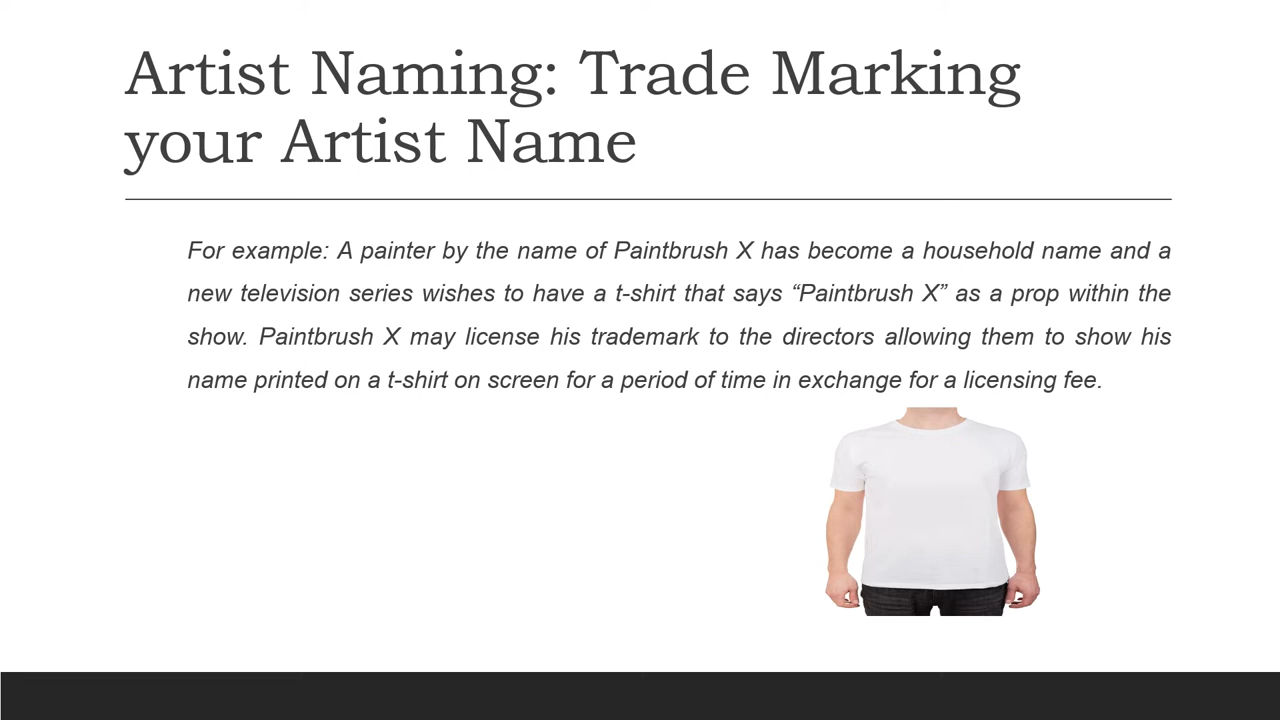 Artist Naming: Trade Marking
your Artist Name
For example: A painter by the name of Paintbrush X has become a household name and a
new television series wishes to have a t-shirt that says “Paintbrush X” as a prop within the
show. Paintbrush X may license his trademark to the directors allowing them to show his
name printed on a t-shirt on screen for a period of time in exchange for a licensing fee.